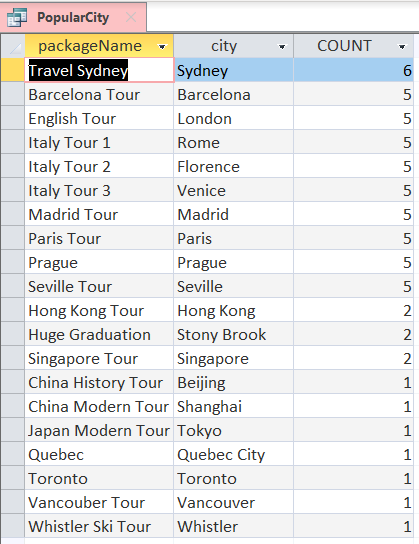 PopularCity
packageName city COUNT
Travel Sydney Sydney 6
Barcelona Tour Barcelona 5
English Tour London 5
Italy Tour 1 Rome 5
Italy Tour 2 Florence 5
Italy Tour 3 Venice 5
Madrid Tour Madrid 5
Paris Tour Paris 5
Prague Prague 5
Seville Tour Seville 5
Hong Kong Tour Hong Kong 2
Huge Graduation Stony Brook 2
Singapore Tour Singapore 2
China History Tour Beijing 1
China Modern Tour Shanghai 1
Japan Modern Tour Tokyo 1
Quebec Quebec City 1
Toronto Toronto 1
Vancouber Tour Vancouver 1
Whistler Ski Tour Whistler 1